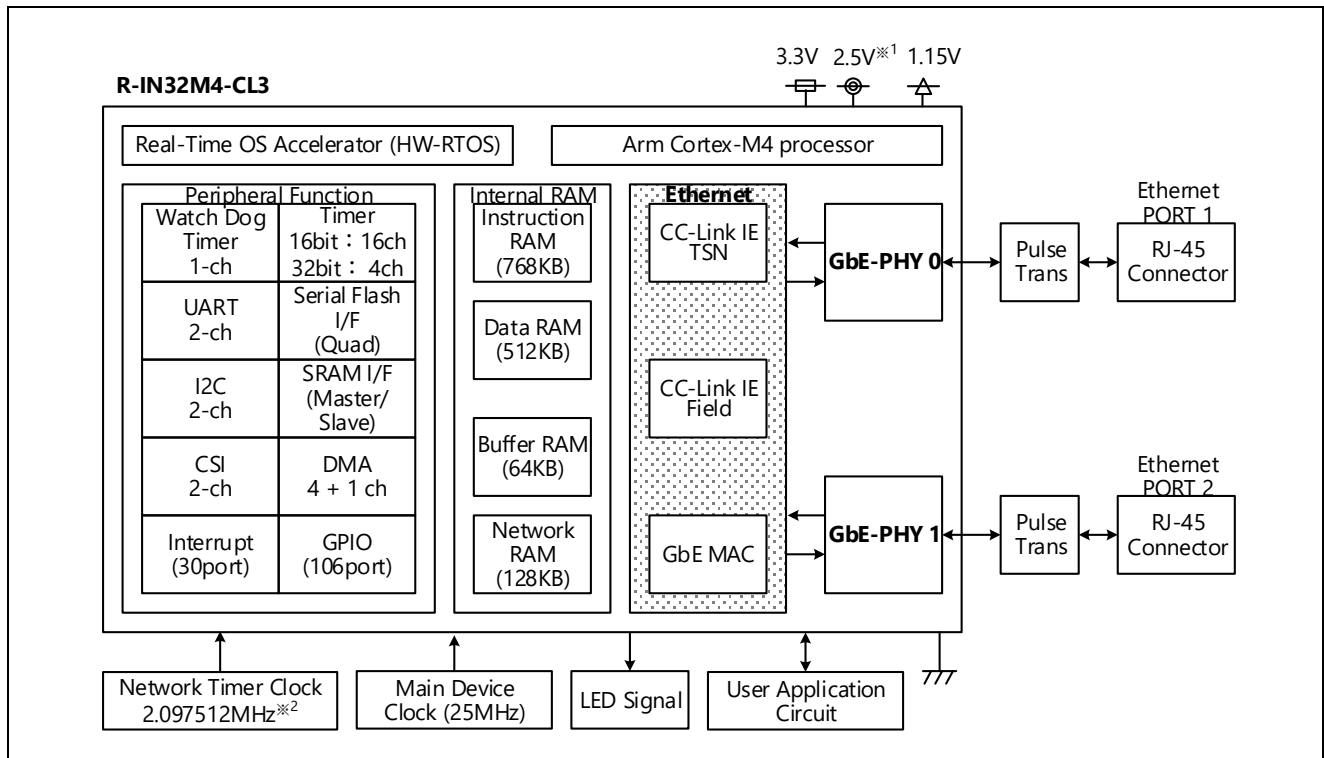 3.3V 2.5V※1 1.15V
R-IN32M4-CL3
Real-Time OS Accelerator (HW-RTOS)
Arm Cortex-M4 processor
Peripheral Function
Watch Dog
Timer
1-ch
Timer
16bit：16ch
32bit： 4ch
UART
2-ch
Serial Flash
I/F
(Quad)
I2C
2-ch
SRAM I/F
(Master/
Slave)
CSI
2-ch
DMA
4 + 1 ch
Interrupt
(30port)
GPIO
(106port)
Internal RAM
Instruction
RAM
(768KB)
Data RAM
(512KB)
Buffer RAM
(64KB)
Network
RAM
(128KB)
Ethernet
CC-Link IE
TSN
CC-Link IE
Field
GbE MAC
GbE-PHY 0
GbE-PHY 1
Pulse
Trans
Ethernet
PORT 1
RJ-45
Connector
Pulse
Trans
Ethernet
PORT 2
RJ-45
Connector
Network Timer Clock
2.097512MHz※2
Main Device
Clock (25MHz)
LED Signal
User Application
Circuit